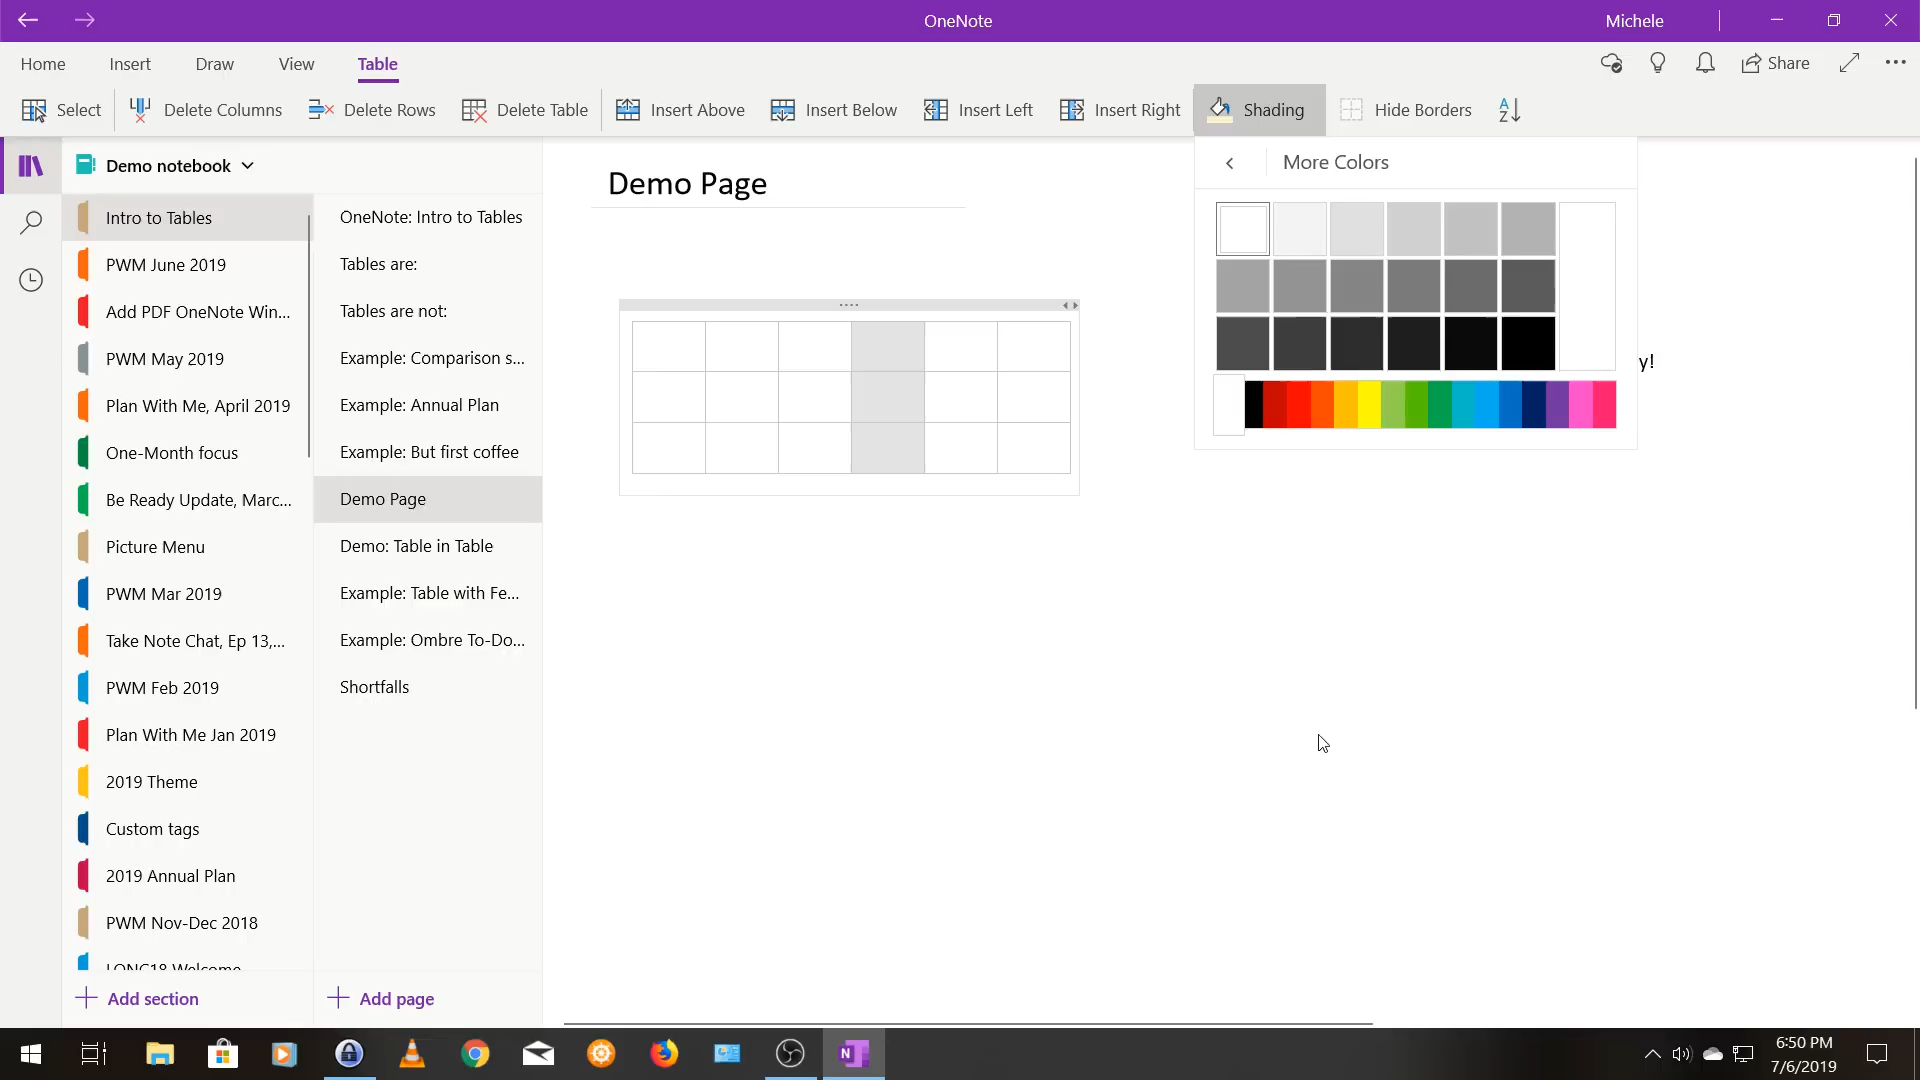 OneNote
Michele
Home
Insert
Draw
View
Table
Share
Select
Delete Columns
Delete Rows
Delete Table
Insert Above
Insert Below
Insert Left
Insert Right
Shading
Hide Borders
A
Z
Demo notebook
Intro to Tables
PWM June 2019
Add PDF OneNote Win...
PWM May 2019
Plan With Me, April 2019
One-Month focus
Be Ready Update, Marc...
Picture Menu
PWM Mar 2019
Take Note Chat, Ep 13,...
PWM Feb 2019
Plan With Me Jan 2019
2019 Theme
Custom tags
2019 Annual Plan
PWM Nov-Dec 2018
LONG18 Welcome
Add section
OneNote: Intro to Tables
Tables are:
Tables are not:
Example: Comparison s...
Example: Annual Plan
Example: But first coffee
Demo Page
Demo: Table in Table
Example: Table with Fe...
Example: Ombre To-Do...
Shortfalls
Add page
Demo Page
More Colors
y!
N
6:50 PM
7/6/2019